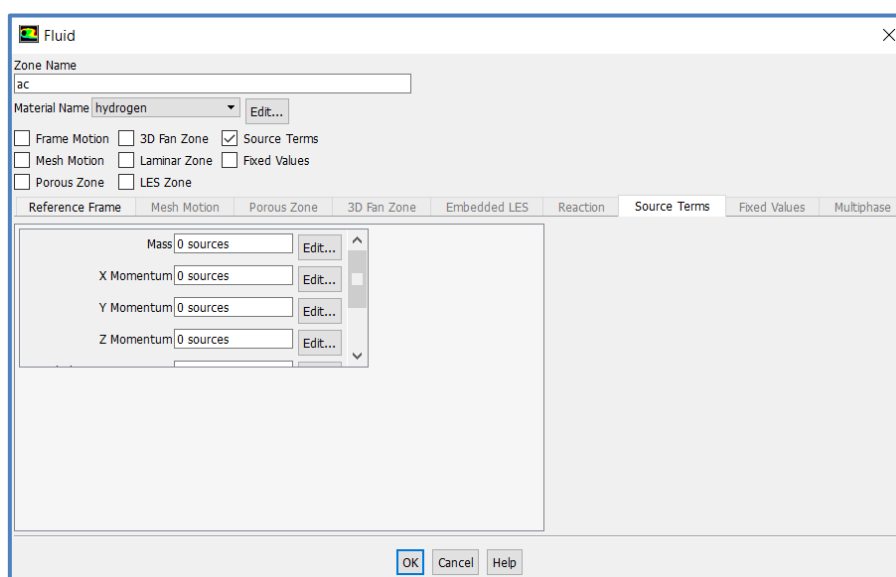 Fluid
Zone Name
ac
Material Name hydrogen Edit...
Frame Motion 3D Fan Zone Source Terms
Mesh Motion Laminar Zone Fixed Values
Porous Zone LES Zone
Reference Frame Mesh Motion Porous Zone 3D Fan Zone Embedded LES Reaction Source Terms Fixed Values Multiphase
Mass 0 sources Edit...
X Momentum 0 sources Edit...
Y Momentum 0 sources Edit...
Z Momentum 0 sources Edit...
OK Cancel Help